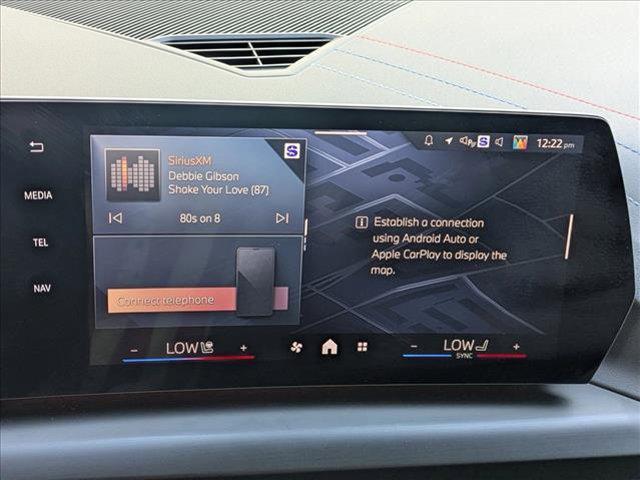 12:22 pm
MEDIA
TEL
NAV
SiriusXM
S
Debbie Gibson
Shake Your Love (87)
80s on 8
Connect telephone
Establish a connection
using Android Auto or
Apple CarPlay to display the
map.
- LOW +
- LOW +
SYNC